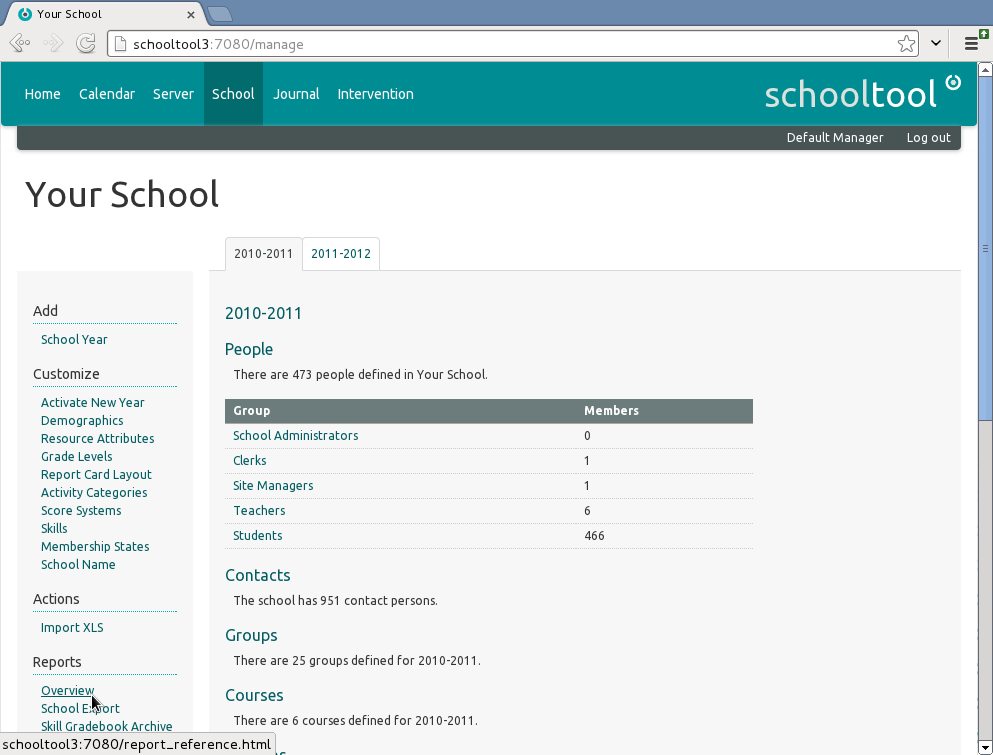 Your School
schooltool3:7080/manage
Home Calendar Server School Journal Intervention
schooltool
Default Manager Log out
Your School
2010-2011 2011-2012
Add
School Year
Customize
Activate New Year
Demographics
Resource Attributes
Grade Levels
Report Card Layout
Activity Categories
Score Systems
Skills
Membership States
School Name
Actions
Import XLS
Reports
Overview
School Export
Skill Gradebook Archive
2010-2011
People
There are 473 people defined in Your School.
Group Members
School Administrators 0
Clerks 1
Site Managers 1
Teachers 6
Students 466
Contacts
The school has 951 contact persons.
Groups
There are 25 groups defined for 2010-2011.
Courses
There are 6 courses defined for 2010-2011.
schooltool3:7080/report_reference.html